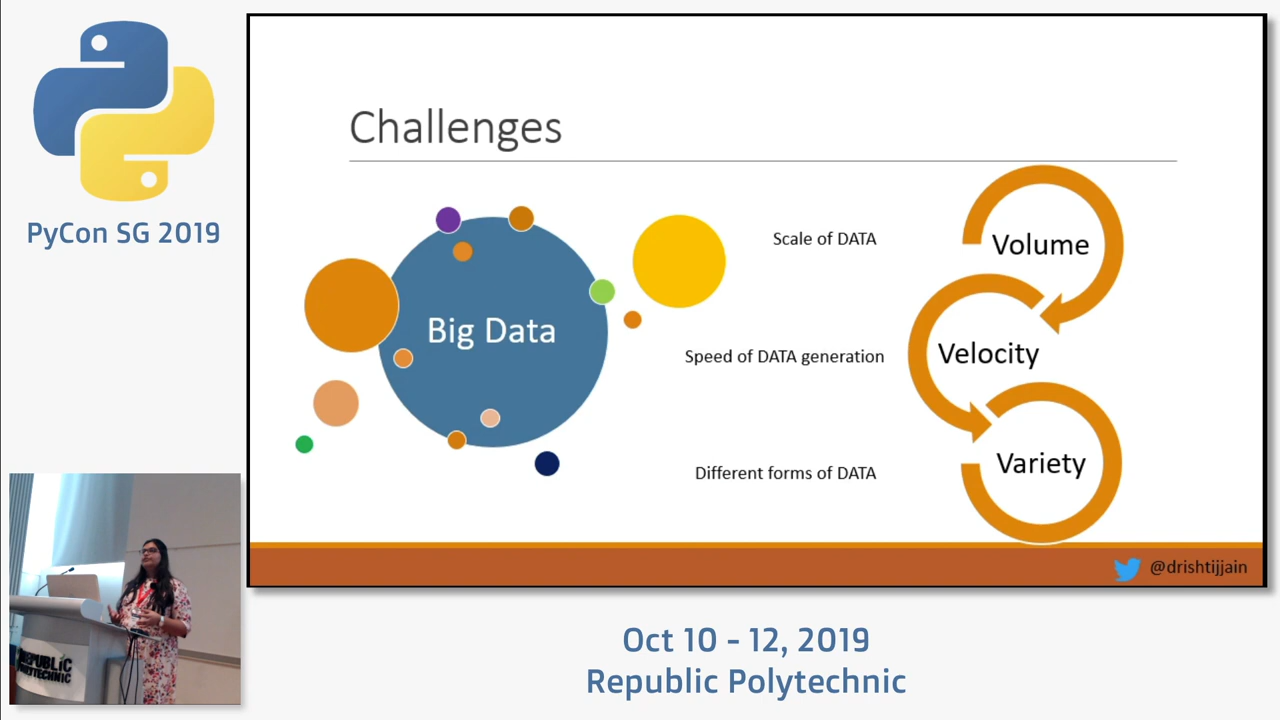 PyCon SG 2019
Challenges
Big Data
Scale of DATA
Volume
Speed of DATA generation
Velocity
Different forms of DATA
Variety
@drishtijjain
REPUBLIC
POLYTECHNIC
Oct 10 - 12, 2019
Republic Polytechnic